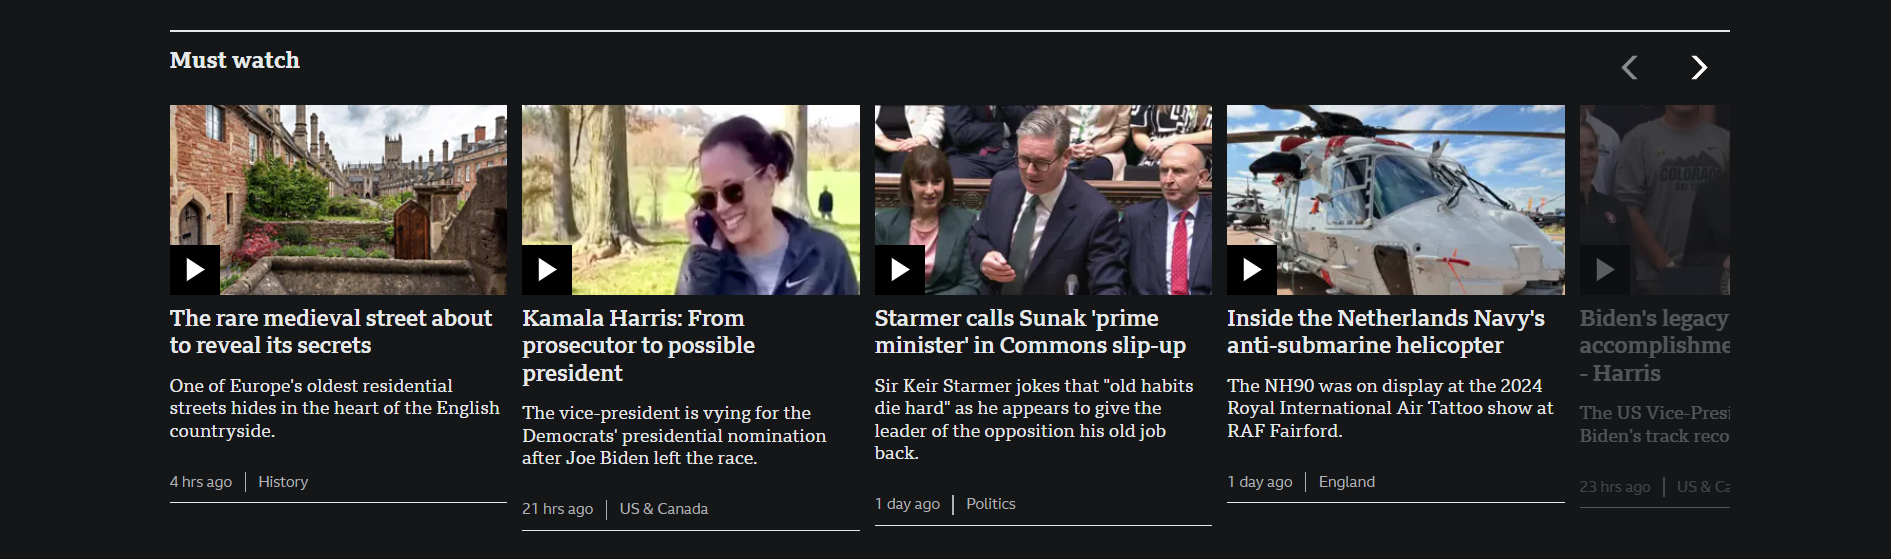 Must watch
The rare medieval street about
to reveal its secrets
One of Europe's oldest residential
streets hides in the heart of the English
countryside.
4 hrs ago | History
Kamala Harris: From
prosecutor to possible
president
The vice-president is vying for the
Democrats' presidential nomination
after Joe Biden left the race.
21 hrs ago | US & Canada
Starmer calls Sunak 'prime
minister' in Commons slip-up
Sir Keir Starmer jokes that "old habits
die hard" as he appears to give the
leader of the opposition his old job
back.
1 day ago | Politics
Inside the Netherlands Navy's
anti-submarine helicopter
The NH90 was on display at the 2024
Royal International Air Tattoo show at
RAF Fairford.
1 day ago | England
Biden's legacy
accomplishme
- Harris
The US Vice-Presi
Biden's track reco
23 hrs ago | US & Ca